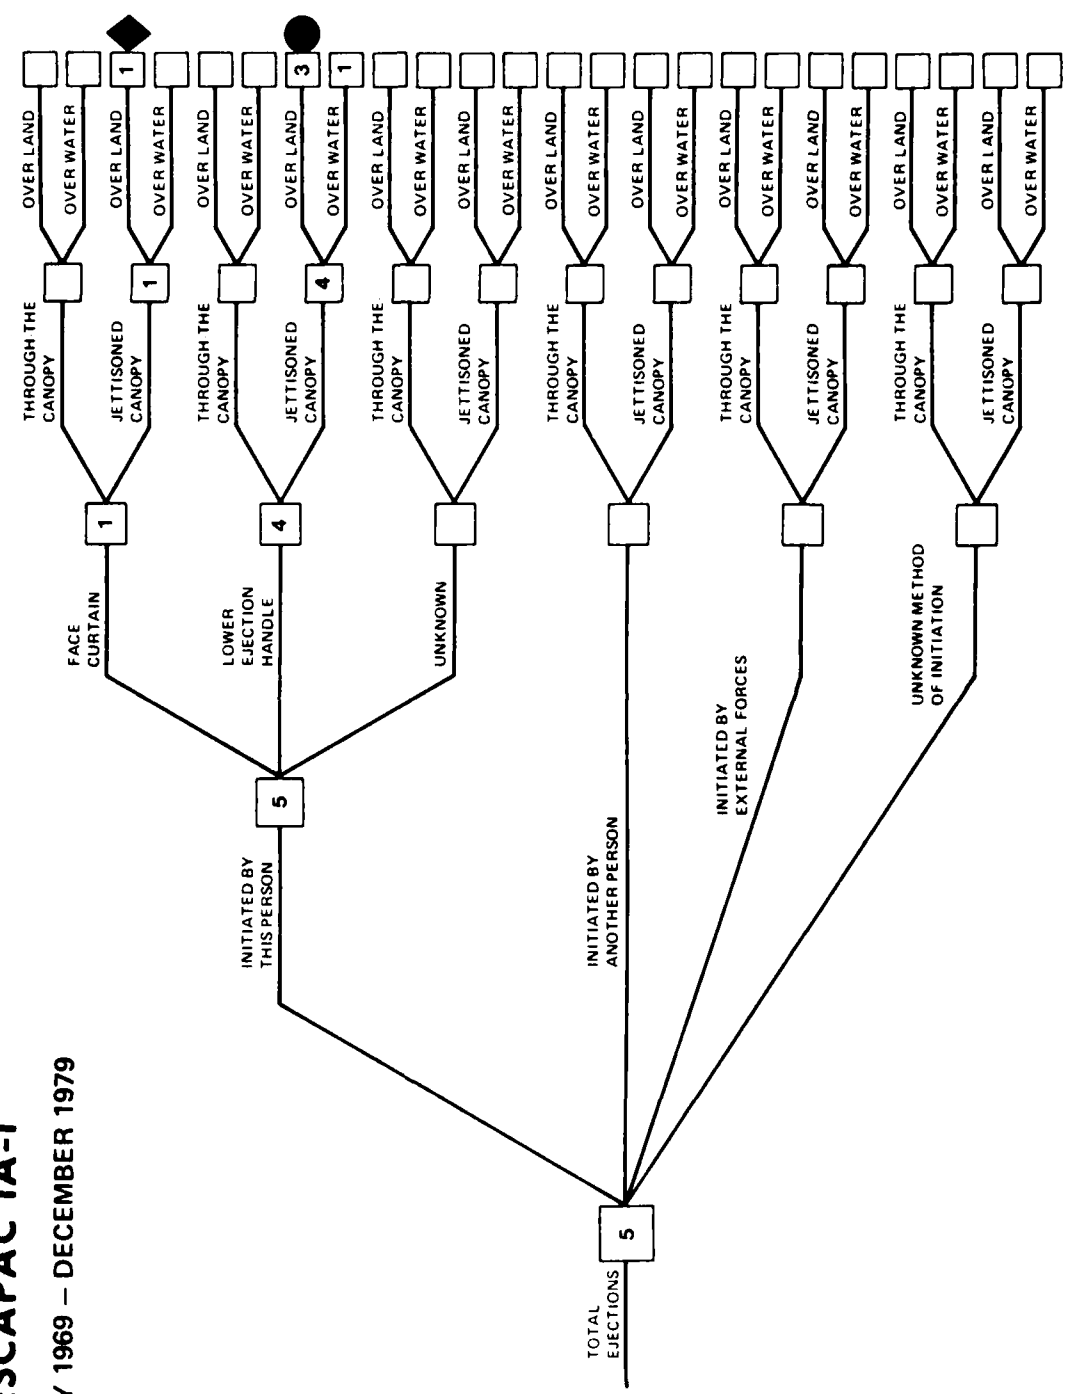 SCAPAC IA-1
Y 1969 – DECEMBER 1979
TOTAL
EJECTIONS
5
INITIATED BY
THIS PERSON
5
FACE
CURTAIN
1
THROUGH THE
CANOPY
OVER LAND
OVER WATER
JETTISONED
CANOPY
1
OVER LAND
1
OVER WATER
LOWER
EJECTION
HANDLE
4
THROUGH THE
CANOPY
OVER LAND
OVER WATER
JETTISONED
CANOPY
4
OVER LAND
3
OVER WATER
1
UNKNOWN
THROUGH THE
CANOPY
OVER LAND
OVER WATER
JETTISONED
CANOPY
OVER LAND
OVER WATER
INITIATED BY
ANOTHER PERSON
THROUGH THE
CANOPY
OVER LAND
OVER WATER
JETTISONED
CANOPY
OVER LAND
OVER WATER
INITIATED BY
EXTERNAL FORCES
THROUGH THE
CANOPY
OVER LAND
OVER WATER
JETTISONED
CANOPY
OVER LAND
OVER WATER
UNKNOWN METHOD
OF INITIATION
THROUGH THE
CANOPY
OVER LAND
OVER WATER
JETTISONED
CANOPY
OVER LAND
OVER WATER